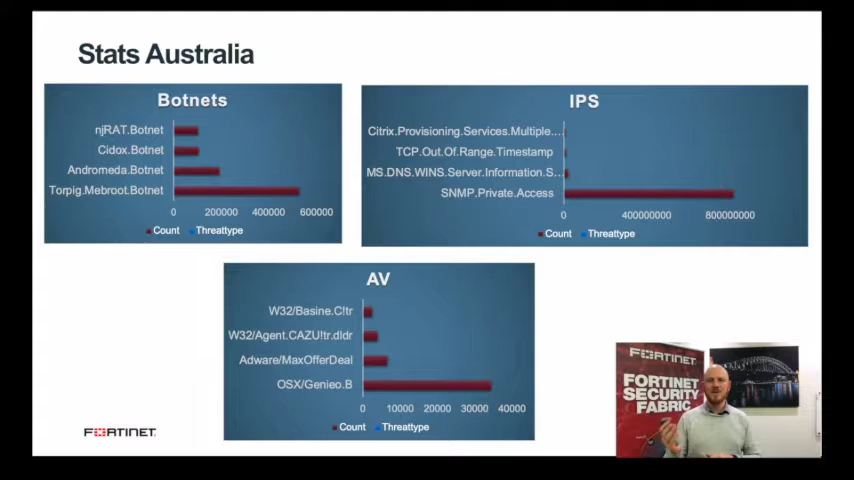 Stats Australia
Botnets
njRAT.Botnet
Cidox.Botnet
Andromeda.Botnet
Torpig.Mebroot.Botnet
0 200000 400000 600000
Count Threattype
IPS
Citrix.Provisioning.Services.Multiple....
TCP.Out.Of.Range.Timestamp
MS.DNS.WINS.Server.Information.S...
SNMP.Private.Access
0 400000000 800000000
Count Threattype
AV
W32/Basine.C!tr
W32/Agent.CAZU!tr.dldr
Adware/MaxOfferDeal
OSX/Genieo.B
0 10000 20000 30000 40000
Count Threattype
FORTINET
FORTINET
FORTINET
SECURITY
FABRIC